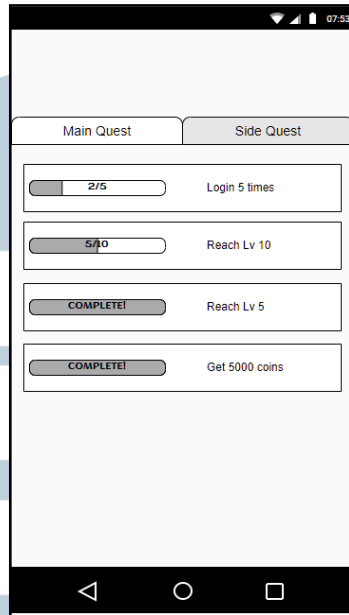 07:53
Main Quest
Side Quest
2/5
Login 5 times
5/10
Reach Lv 10
COMPLETE!
Reach Lv 5
COMPLETE!
Get 5000 coins